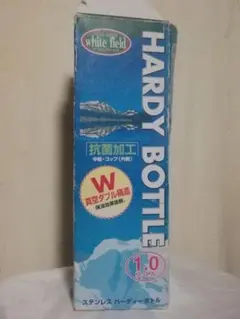 white field
HARDY BOTTLE
抗菌加工
中栓・コップ(内側)
W
真空ダブル構造
1.0
ステンレス ハーディーボトル